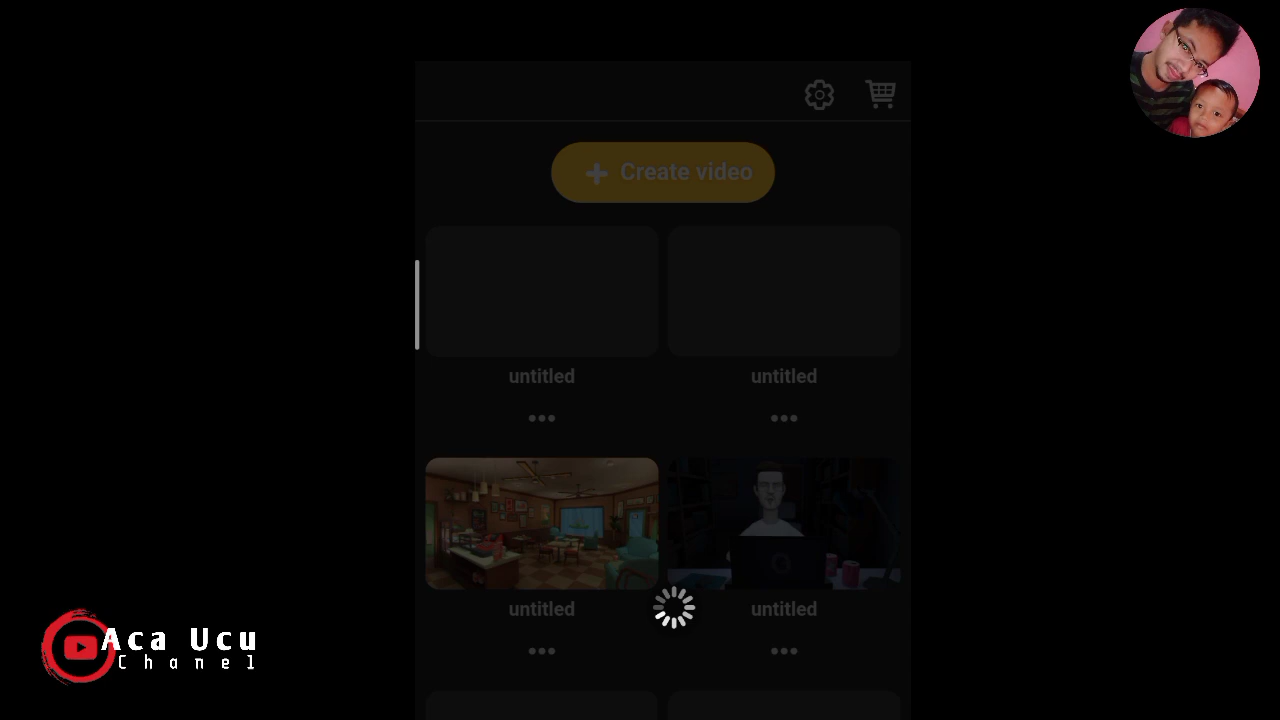 Create video
untitled
untitled
untitled
untitled
Aca Ucu
Chanel